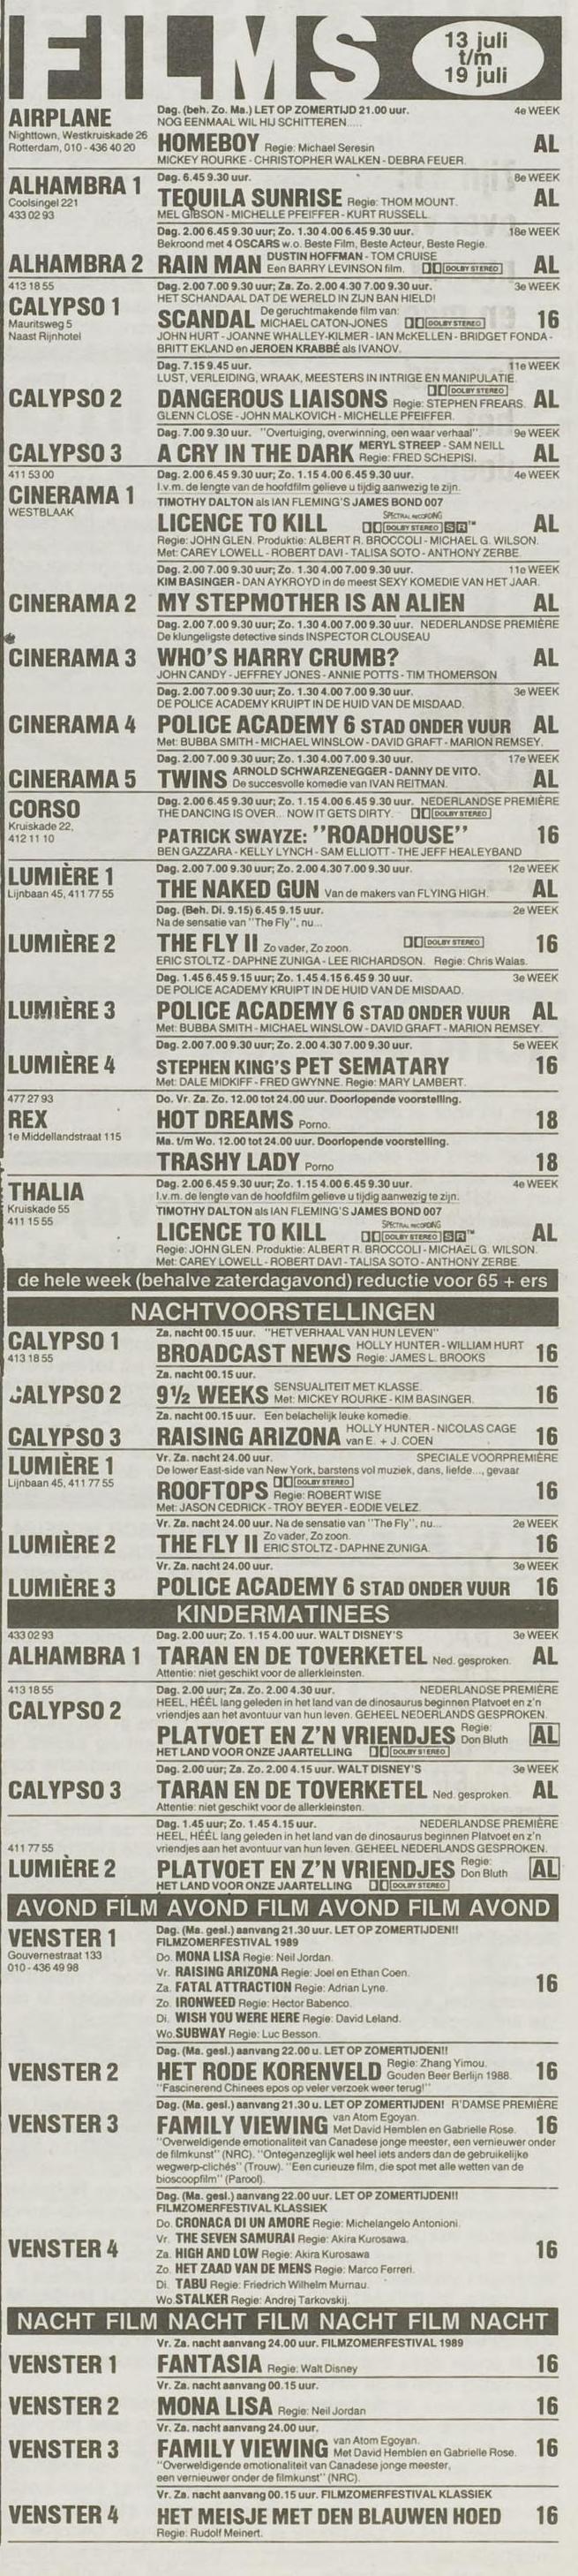 FILMS
13 juli
t/m
19 juli
AIRPLANE
Nighttown, Westkruiskade 26
Rotterdam, 010 - 436 40 20
Dag. (beh. Zo. Ma.) LET OP ZOMERTIJD 21.00 uur. 4e WEEK
NOG EENMAAL WIL HIJ SCHITTEREN.....
HOMEBOY Regie: Michael Seresin AL
MICKEY ROURKE - CHRISTOPHER WALKEN - DEBRA FEUER.
ALHAMBRA 1
Coolsingel 221
433 02 93
Dag. 6.45 9.30 uur. 8e WEEK
TEQUILA SUNRISE Regie: THOM MOUNT. AL
MEL GIBSON - MICHELLE PFEIFFER - KURT RUSSELL.
Dag. 2.00 6.45 9.30 uur; Zo. 1.15 4.00 6.45 9.30 uur. 18e WEEK
Bekroond met 4 OSCARS w.o. Beste Film, Beste Acteur, Beste Regie.
ALHAMBRA 2 RAIN MAN DUSTIN HOFFMAN - TOM CRUISE
Een BARRY LEVINSON film. DOLBY STEREO AL
413 18 55
CALYPSO 1
Mauritsweg 5
Naast Rijnhotel
Dag. 2.00 7.00 9.30 uur; Za. Zo. 2.00 4.30 7.00 9.30 uur. 3e WEEK
HET SCHANDAAL DAT DE WERELD IN ZIJN BAN HIELD!
SCANDAL De geruchtmakende film van:
MICHAEL CATON-JONES DOLBY STEREO 16
JOHN HURT - JOANNE WHALLEY-KILMER - IAN McKELLEN - BRIDGET FONDA -
BRITT EKLAND en JEROEN KRABBÉ als IVANOV.
Dag. 7.15 9.45 uur. 11e WEEK
LUST, VERLEIDING, WRAAK, MEESTERS IN INTRIGE EN MANIPULATIE.
DOLBY STEREO
CALYPSO 2 DANGEROUS LIAISONS Regie: STEPHEN FREARS. AL
GLENN CLOSE - JOHN MALKOVICH - MICHELLE PFEIFFER.
Dag. 7.00 9.30 uur. "Overtuiging, overwinning, een waar verhaal". 9e WEEK
CALYPSO 3 A CRY IN THE DARK MERYL STREEP - SAM NEILL
Regie: FRED SCHEPISI. AL
411 53 00
CINERAMA 1
WESTBLAAK
Dag. 2.00 6.45 9.30 uur; Zo. 1.15 4.00 6.45 9.30 uur. 4e WEEK
I.v.m. de lengte van de hoofdfilm gelieve u tijdig aanwezig te zijn.
TIMOTHY DALTON als IAN FLEMING'S JAMES BOND 007
SPECTRAL RECORDING
LICENCE TO KILL DOLBY STEREO SR™ AL
Regie: JOHN GLEN. Produktie: ALBERT R. BROCCOLI - MICHAEL G. WILSON.
Met: CAREY LOWELL - ROBERT DAVI - TALISA SOTO - ANTHONY ZERBE.
Dag. 2.00 7.00 9.30 uur; Zo. 1.30 4.00 7.00 9.30 uur. 11e WEEK
KIM BASINGER - DAN AYKROYD in de meest SEXY KOMEDIE VAN HET JAAR.
CINERAMA 2 MY STEPMOTHER IS AN ALIEN AL
Dag. 2.00 7.00 9.30 uur; Zo. 1.30 4.00 7.00 9.30 uur. NEDERLANDSE PREMIÈRE
De klungeligste detective sinds INSPECTOR CLOUSEAU
CINERAMA 3 WHO'S HARRY CRUMB? AL
JOHN CANDY - JEFFREY JONES - ANNIE POTTS - TIM THOMERSON
Dag. 2.00 7.00 9.30 uur; Zo. 1.30 4.00 7.00 9.30 uur. 3e WEEK
DE POLICE ACADEMY KRUIPT IN DE HUID VAN DE MISDAAD.
CINERAMA 4 POLICE ACADEMY 6 STAD ONDER VUUR AL
Met: BUBBA SMITH - MICHAEL WINSLOW - DAVID GRAFT - MARION REMSEY.
Dag. 2.00 7.00 9.30 uur; Zo. 1.30 4.00 7.00 9.30 uur. 17e WEEK
CINERAMA 5 TWINS ARNOLD SCHWARZENEGGER - DANNY DE VITO.
De succesvolle komedie van IVAN REITMAN. AL
CORSO
Kruiskade 22,
412 11 10
Dag. 2.00 6.45 9.30 uur; Zo. 1.15 4.00 6.45 9.30 uur. NEDERLANDSE PREMIÈRE
THE DANCING IS OVER.. NOW IT GETS DIRTY. DOLBY STEREO
PATRICK SWAYZE: "ROADHOUSE" 16
BEN GAZZARA - KELLY LYNCH - SAM ELLIOTT - THE JEFF HEALEYBAND
LUMIÈRE 1
Lijnbaan 45, 411 77 55
Dag. 2.00 7.00 9.30 uur; Zo. 2.00 4.30 7.00 9.30 uur. 12e WEEK
THE NAKED GUN Van de makers van FLYING HIGH. AL
Dag. (Beh. Di. 9.15) 6.45 9.15 uur. 2e WEEK
Na de sensatie van "The Fly", nu...
LUMIÈRE 2 THE FLY II Zo vader, Zo zoon. DOLBY STEREO 16
ERIC STOLTZ - DAPHNE ZUNIGA - LEE RICHARDSON. Regie: Chris Walas.
Dag. 1.45 6.45 9.15 uur; Zo. 1.45 4.15 6.45 9.30 uur. 3e WEEK
DE POLICE ACADEMY KRUIPT IN DE HUID VAN DE MISDAAD.
LUMIÈRE 3 POLICE ACADEMY 6 STAD ONDER VUUR AL
Met: BUBBA SMITH - MICHAEL WINSLOW - DAVID GRAFT - MARION REMSEY.
Dag. 2.00 7.00 9.30 uur; Zo. 2.00 4.30 7.00 9.30 uur. 5e WEEK
LUMIÈRE 4 STEPHEN KING'S PET SEMATARY 16
Met: DALE MIDKIFF - FRED GWYNNE. Regie: MARY LAMBERT.
477 27 93
REX
1e Middellandstraat 115
Do. Vr. Za. Zo. 12.00 tot 24.00 uur. Doorlopende voorstelling.
HOT DREAMS Porno. 18
Ma. t/m Wo. 12.00 tot 24.00 uur. Doorlopende voorstelling.
TRASHY LADY Porno 18
THALIA
Kruiskade 55
411 15 55
Dag. 2.00 6.45 9.30 uur; Zo. 1.15 4.00 6.45 9.30 uur. 4e WEEK
I.v.m. de lengte van de hoofdfilm gelieve u tijdig aanwezig te zijn.
TIMOTHY DALTON als IAN FLEMING'S JAMES BOND 007
SPECTRAL RECORDING
LICENCE TO KILL DOLBY STEREO SR™ AL
Regie: JOHN GLEN. Produktie: ALBERT R. BROCCOLI - MICHAEL G. WILSON.
Met: CAREY LOWELL - ROBERT DAVI - TALISA SOTO - ANTHONY ZERBE.
de hele week (behalve zaterdagavond) reductie voor 65 + ers
NACHTVOORSTELLINGEN
CALYPSO 1
413 18 55
Za. nacht 00.15 uur. "HET VERHAAL VAN HUN LEVEN"
BROADCAST NEWS HOLLY HUNTER - WILLIAM HURT
Regie: JAMES L. BROOKS 16
Za. nacht 00.15 uur.
CALYPSO 2 9½ WEEKS SENSUALITEIT MET KLASSE.
Met: MICKEY ROURKE - KIM BASINGER. 16
Za. nacht 00.15 uur. Een belachelijk leuke komedie.
CALYPSO 3 RAISING ARIZONA HOLLY HUNTER - NICOLAS CAGE
van E. + J. COEN 16
LUMIÈRE 1
Lijnbaan 45, 411 77 55
Vr. Za. nacht 24.00 uur. SPECIALE VOORPREMIÈRE
De lower East-side van New York, barstens vol muziek, dans, liefde..., gevaar
ROOFTOPS DOLBY STEREO
Regie: ROBERT WISE 16
Met: JASON CEDRICK - TROY BEYER - EDDIE VELEZ.
Vr. Za. nacht 24.00 uur. Na de sensatie van "The Fly", nu... 2e WEEK
LUMIÈRE 2 THE FLY II Zo vader, Zo zoon.
ERIC STOLTZ - DAPHNE ZUNIGA. 16
Vr. Za. nacht 24.00 uur. 3e WEEK
LUMIÈRE 3 POLICE ACADEMY 6 STAD ONDER VUUR 16
KINDERMATINEES
433 02 93
ALHAMBRA 1
Dag. 2.00 uur; Zo. 1.15 4.00 uur. WALT DISNEY'S 3e WEEK
TARAN EN DE TOVERKETEL Ned. gesproken. AL
Attentie: niet geschikt voor de allerkleinsten.
413 18 55
CALYPSO 2
Dag. 2.00 uur; Za. Zo. 2.00 4.30 uur. NEDERLANDSE PREMIÈRE
HEEL, HÉÉL lang geleden in het land van de dinosaurus beginnen Platvoet en z'n
vriendjes aan het avontuur van hun leven. GEHEEL NEDERLANDS GESPROKEN.
PLATVOET EN Z'N VRIENDJES Regie:
Don Bluth AL
HET LAND VOOR ONZE JAARTELLING DOLBY STEREO
Dag. 2.00 uur; Za. Zo. 2.00 4.15 uur. WALT DISNEY'S 3e WEEK
CALYPSO 3 TARAN EN DE TOVERKETEL Ned. gesproken. AL
Attentie: niet geschikt voor de allerkleinsten.
Dag. 1.45 uur; Zo. 1.45 4.15 uur. NEDERLANDSE PREMIÈRE
HEEL, HÉÉL lang geleden in het land van de dinosaurus beginnen Platvoet en z'n
411 77 55 vriendjes aan het avontuur van hun leven. GEHEEL NEDERLANDS GESPROKEN.
LUMIÈRE 2 PLATVOET EN Z'N VRIENDJES Regie:
Don Bluth AL
HET LAND VOOR ONZE JAARTELLING DOLBY STEREO
AVOND FILM AVOND FILM AVOND FILM AVOND
VENSTER 1
Gouvernestraat 133
010 - 436 49 98
Dag. (Ma. gesl.) aanvang 21.30 uur. LET OP ZOMERTIJDEN!!
FILMZOMERFESTIVAL 1989
Do. MONA LISA Regie: Neil Jordan.
Vr. RAISING ARIZONA Regie: Joel en Ethan Coen.
Za. FATAL ATTRACTION Regie: Adrian Lyne. 16
Zo. IRONWEED Regie: Hector Babenco.
Di. WISH YOU WERE HERE Regie: David Leland.
Wo. SUBWAY Regie: Luc Besson.
Dag. (Ma. gesl.) aanvang 22.00 u. LET OP ZOMERTIJDEN!!
VENSTER 2 HET RODE KORENVELD Regie: Zhang Yimou.
Gouden Beer Berlijn 1988. 16
"Fascinerend Chinees epos op veler verzoek weer terug!"
Dag. (Ma. gesl.) aanvang 21.30 u. LET OP ZOMERTIJDEN! R'DAMSE PREMIÈRE
VENSTER 3 FAMILY VIEWING van Atom Egoyan.
Met David Hemblen en Gabrielle Rose. 16
"Overweldigende emotionaliteit van Canadese jonge meester, een vernieuwer onder
de filmkunst" (NRC). "Ontegenzeglijk wel heel iets anders dan de gebruikelijke
wegwerp-clichés" (Trouw). "Een curieuze film, die spot met alle wetten van de
bioscoopfilm" (Parool).
Dag. (Ma. gesl.) aanvang 22.00 uur. LET OP ZOMERTIJDEN!!
FILMZOMERFESTIVAL KLASSIEK
Do. CRONACA DI UN AMORE Regie: Michelangelo Antonioni.
Vr. THE SEVEN SAMURAI Regie: Akira Kurosawa.
VENSTER 4 Za. HIGH AND LOW Regie: Akira Kurosawa 16
Zo. HET ZAAD VAN DE MENS Regie: Marco Ferreri.
Di. TABU Regie: Friedrich Wilhelm Murnau.
Wo. STALKER Regie: Andrej Tarkovskij.
NACHT FILM NACHT FILM NACHT FILM NACHT
Vr. Za. nacht aanvang 24.00 uur. FILMZOMERFESTIVAL 1989
VENSTER 1 FANTASIA Regie: Walt Disney 16
Vr. Za. nacht aanvang 00.15 uur.
VENSTER 2 MONA LISA Regie: Neil Jordan 16
Vr. Za. nacht aanvang 24.00 uur.
VENSTER 3 FAMILY VIEWING van Atom Egoyan.
Met David Hemblen en Gabrielle Rose. 16
"Overweldigende emotionaliteit van Canadese jonge meester,
een vernieuwer onder de filmkunst" (NRC).
Vr. Za. nacht aanvang 00.15 uur. FILMZOMERFESTIVAL KLASSIEK
VENSTER 4 HET MEISJE MET DEN BLAUWEN HOED 16
Regie: Rudolf Meinert.